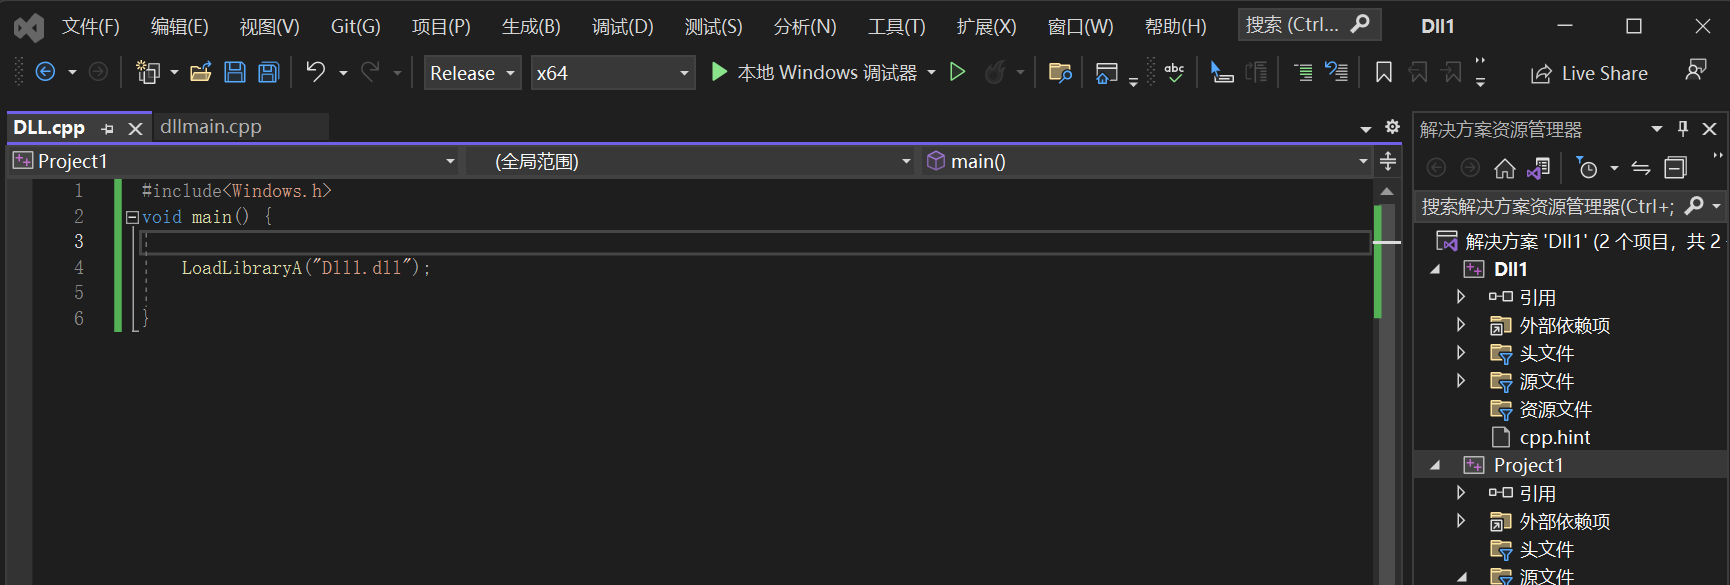 文件(F) 编辑(E) 视图(V) Git(G) 项目(P) 生成(B) 调试(D) 测试(S) 分析(N) 工具(T) 扩展(X) 窗口(W) 帮助(H) 搜索 (Ctrl... Dll1
Release x64 本地 Windows 调试器 abc Live Share
DLL.cpp dllmain.cpp
Project1 (全局范围) main()
1 #include<Windows.h>
2 void main() {
3
4 LoadLibraryA("Dll1.dll");
5
6 }
解决方案资源管理器
搜索解决方案资源管理器(Ctrl+;
解决方案 'Dll1' (2 个项目，共 2
Dll1
引用
外部依赖项
头文件
源文件
资源文件
cpp.hint
Project1
引用
外部依赖项
头文件
源文件